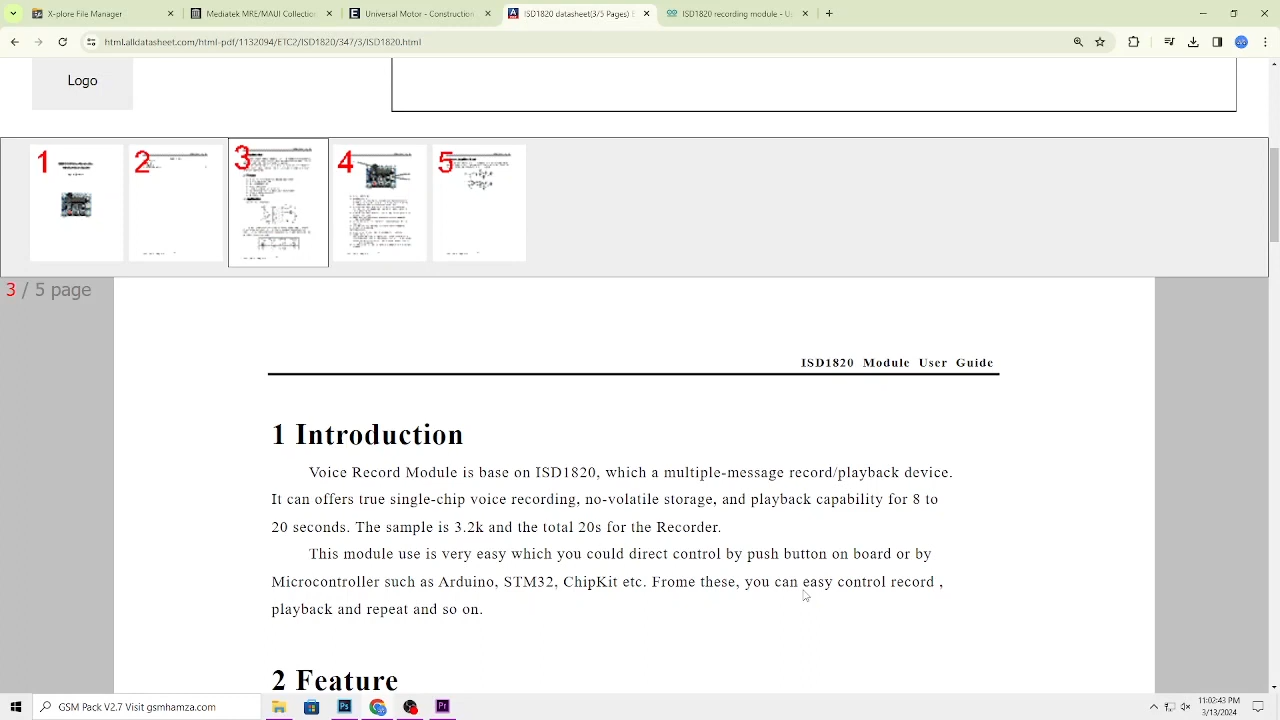 X-plore File Manager
Mediatek MRE/MAUI Collection
Universal Motor - Construction
ISD1820 datasheet(3/5 Pages)
ISD1820 recording module - U
html.alldatasheet.com/html-pdf/1132094/ETC2/ISD1820/347/3/ISD1820.html
Logo
1 2 3 4 5
3 / 5 page
ISD1820 Module User Guide
1 Introduction
Voice Record Module is base on ISD1820, which a multiple-message record/playback device.
It can offers true single-chip voice recording, no-volatile storage, and playback capability for 8 to
20 seconds. The sample is 3.2k and the total 20s for the Recorder.
This module use is very easy which you could direct control by push button on board or by
Microcontroller such as Arduino, STM32, ChipKit etc. Frome these, you can easy control record ,
playback and repeat and so on.
2 Feature
GSM Pack V2.7 Visit gsmhamza.com
11:02:43 PM
3/13/2024